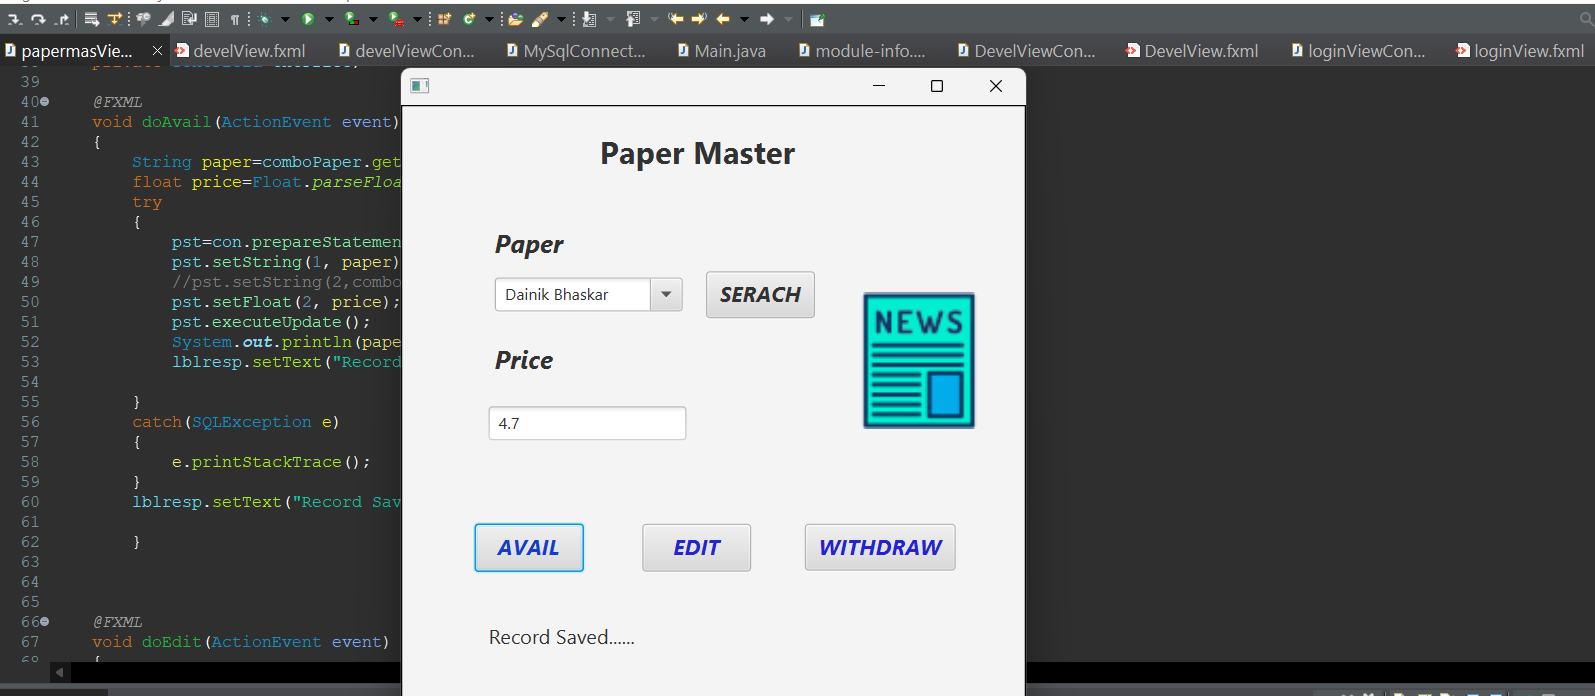 papermasVie...
develView.fxml
develViewCon...
MySqlConnect...
Main.java
module-info....
DevelViewCon...
DevelView.fxml
loginViewCon...
loginView.fxml
39
40 @FXML
41 void doAvail(ActionEvent event)
42 {
43 String paper=comboPaper.get
44 float price=Float.parseFloa
45 try
46 {
47 pst=con.prepareStatemen
48 pst.setString(1, paper)
49 //pst.setString(2,combo
50 pst.setFloat(2, price);
51 pst.executeUpdate();
52 System.out.println(pape
53 lblresp.setText("Record
54
55 }
56 catch(SQLException e)
57 {
58 e.printStackTrace();
59 }
60 lblresp.setText("Record Sav
61
62 }
63
64
65
66 @FXML
67 void doEdit(ActionEvent event)
68 {
Paper Master
Paper
Dainik Bhaskar
SERACH
NEWS
Price
4.7
AVAIL
EDIT
WITHDRAW
Record Saved......